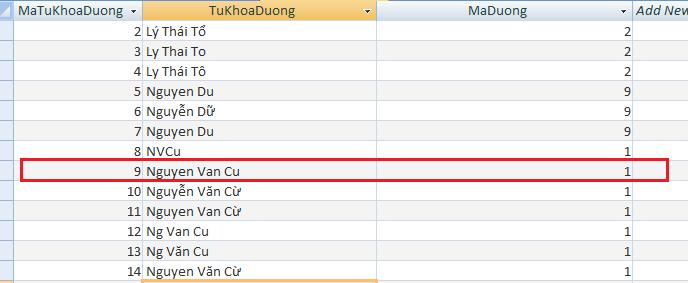 MaTuKhoaDuong TuKhoaDuong MaDuong Add New
2 Lý Thái Tổ 2
3 Ly Thai To 2
4 Ly Thái Tô 2
5 Nguyen Du 9
6 Nguyễn Dữ 9
7 Nguyen Du 9
8 NVCu 1
9 Nguyen Van Cu 1
10 Nguyễn Văn Cừ 1
11 Nguyen Van Cừ 1
12 Ng Van Cu 1
13 Ng Văn Cu 1
14 Nguyen Văn Cừ 1